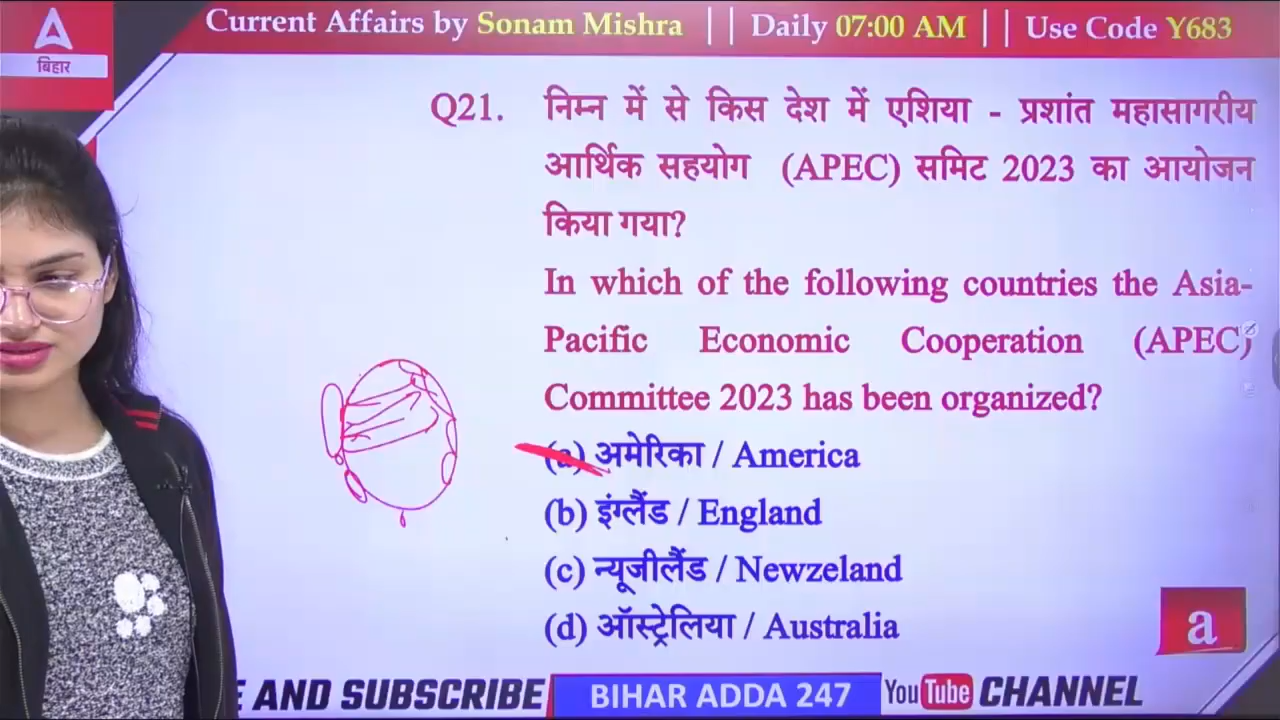 Current Affairs by Sonam Mishra || Daily 07:00 AM || Use Code Y683
A
बिहार
Q21. निम्न में से किस देश में एशिया - प्रशांत महासागरीय
आर्थिक सहयोग (APEC) समिट 2023 का आयोजन
किया गया?
In which of the following countries the Asia-
Pacific Economic Cooperation (APEC)
Committee 2023 has been organized?
(a) अमेरिका / America
(b) इंग्लैंड / England
(c) न्यूजीलैंड / Newzeland
(d) ऑस्ट्रेलिया / Australia
a
E AND SUBSCRIBE BIHAR ADDA 247 YouTube CHANNEL